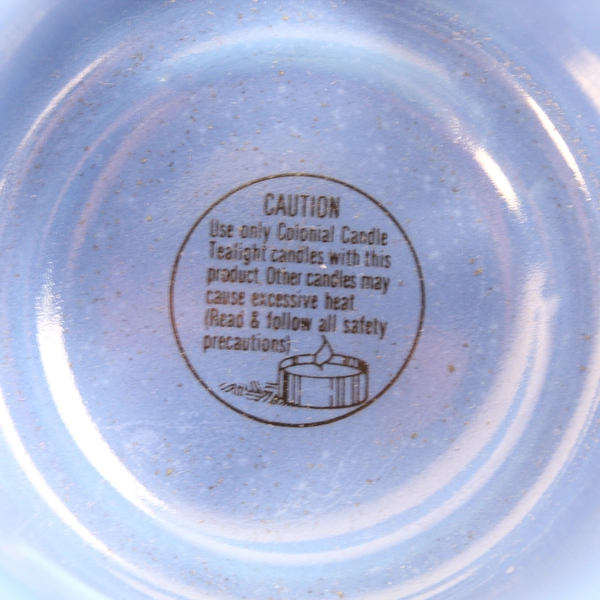 CAUTION
Use only Colonial Candle
Tealight candles with this
product. Other candles may
cause excessive heat
(Read & follow all safety
precautions)